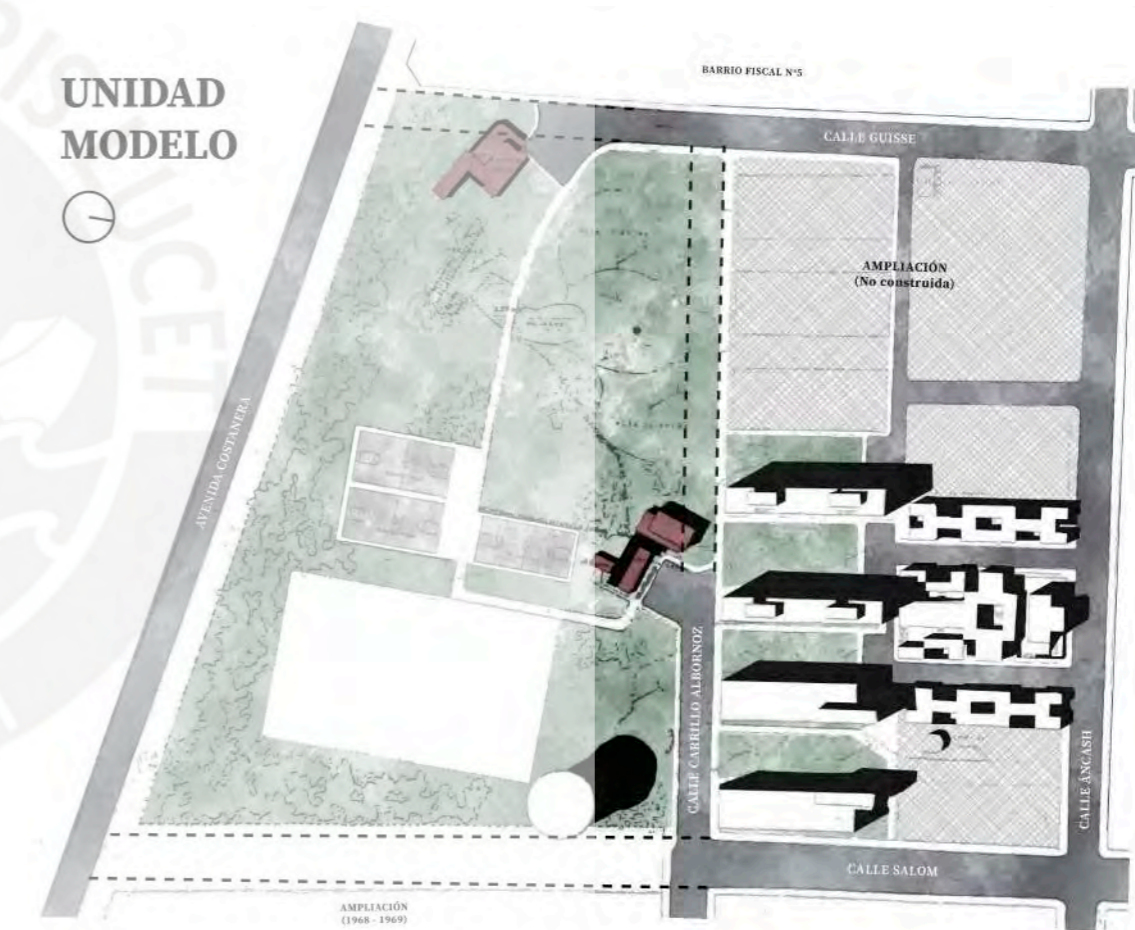 UNIDAD
MODELO
BARRIO FISCAL Nº5
CALLE GUISSE
AMPLIACIÓN
(No construida)
AVENIDA COSTANERA
CALLE CARRILLO ALBORNOZ
CALLE ÁNCASH
CALLE SALOM
AMPLIACIÓN
(1968 - 1969)